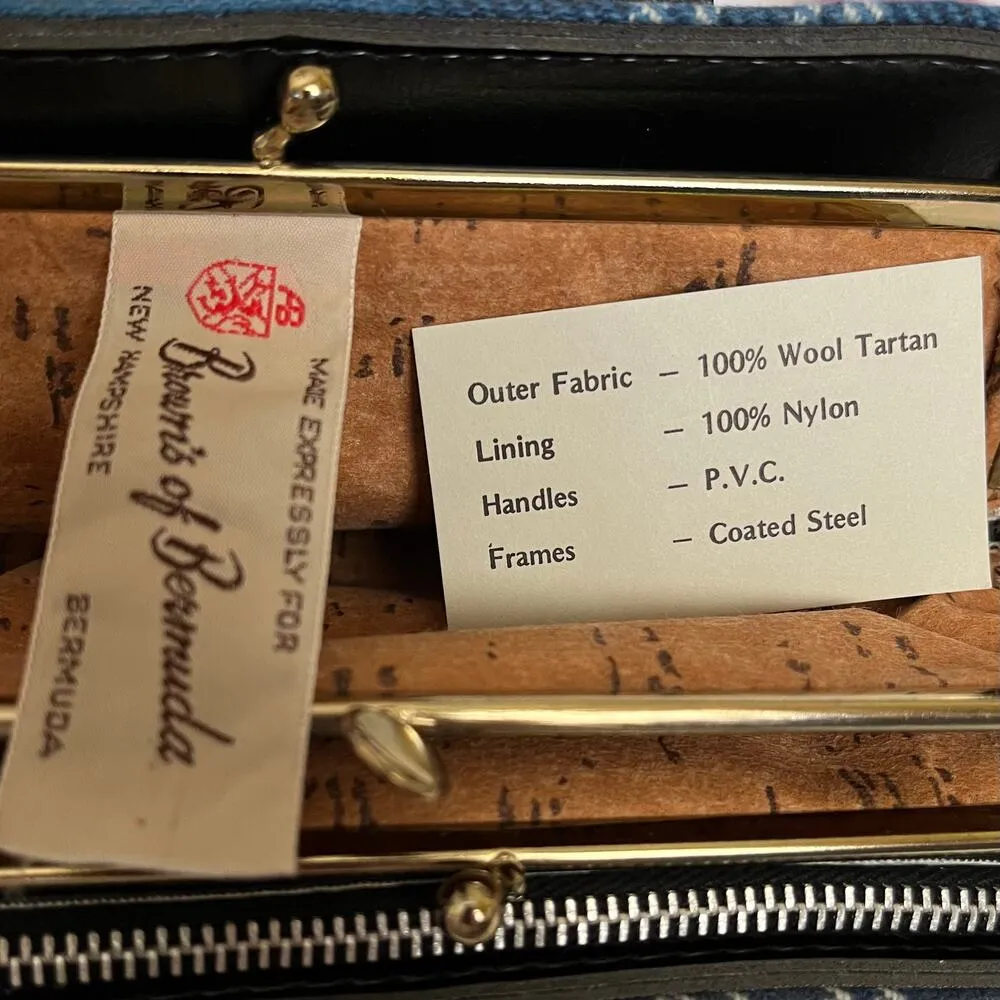 MADE EXPRESSLY FOR
Brown's of Bermuda
NEW HAMPSHIRE BERMUDA
Outer Fabric – 100% Wool Tartan
Lining – 100% Nylon
Handles – P.V.C.
Frames – Coated Steel